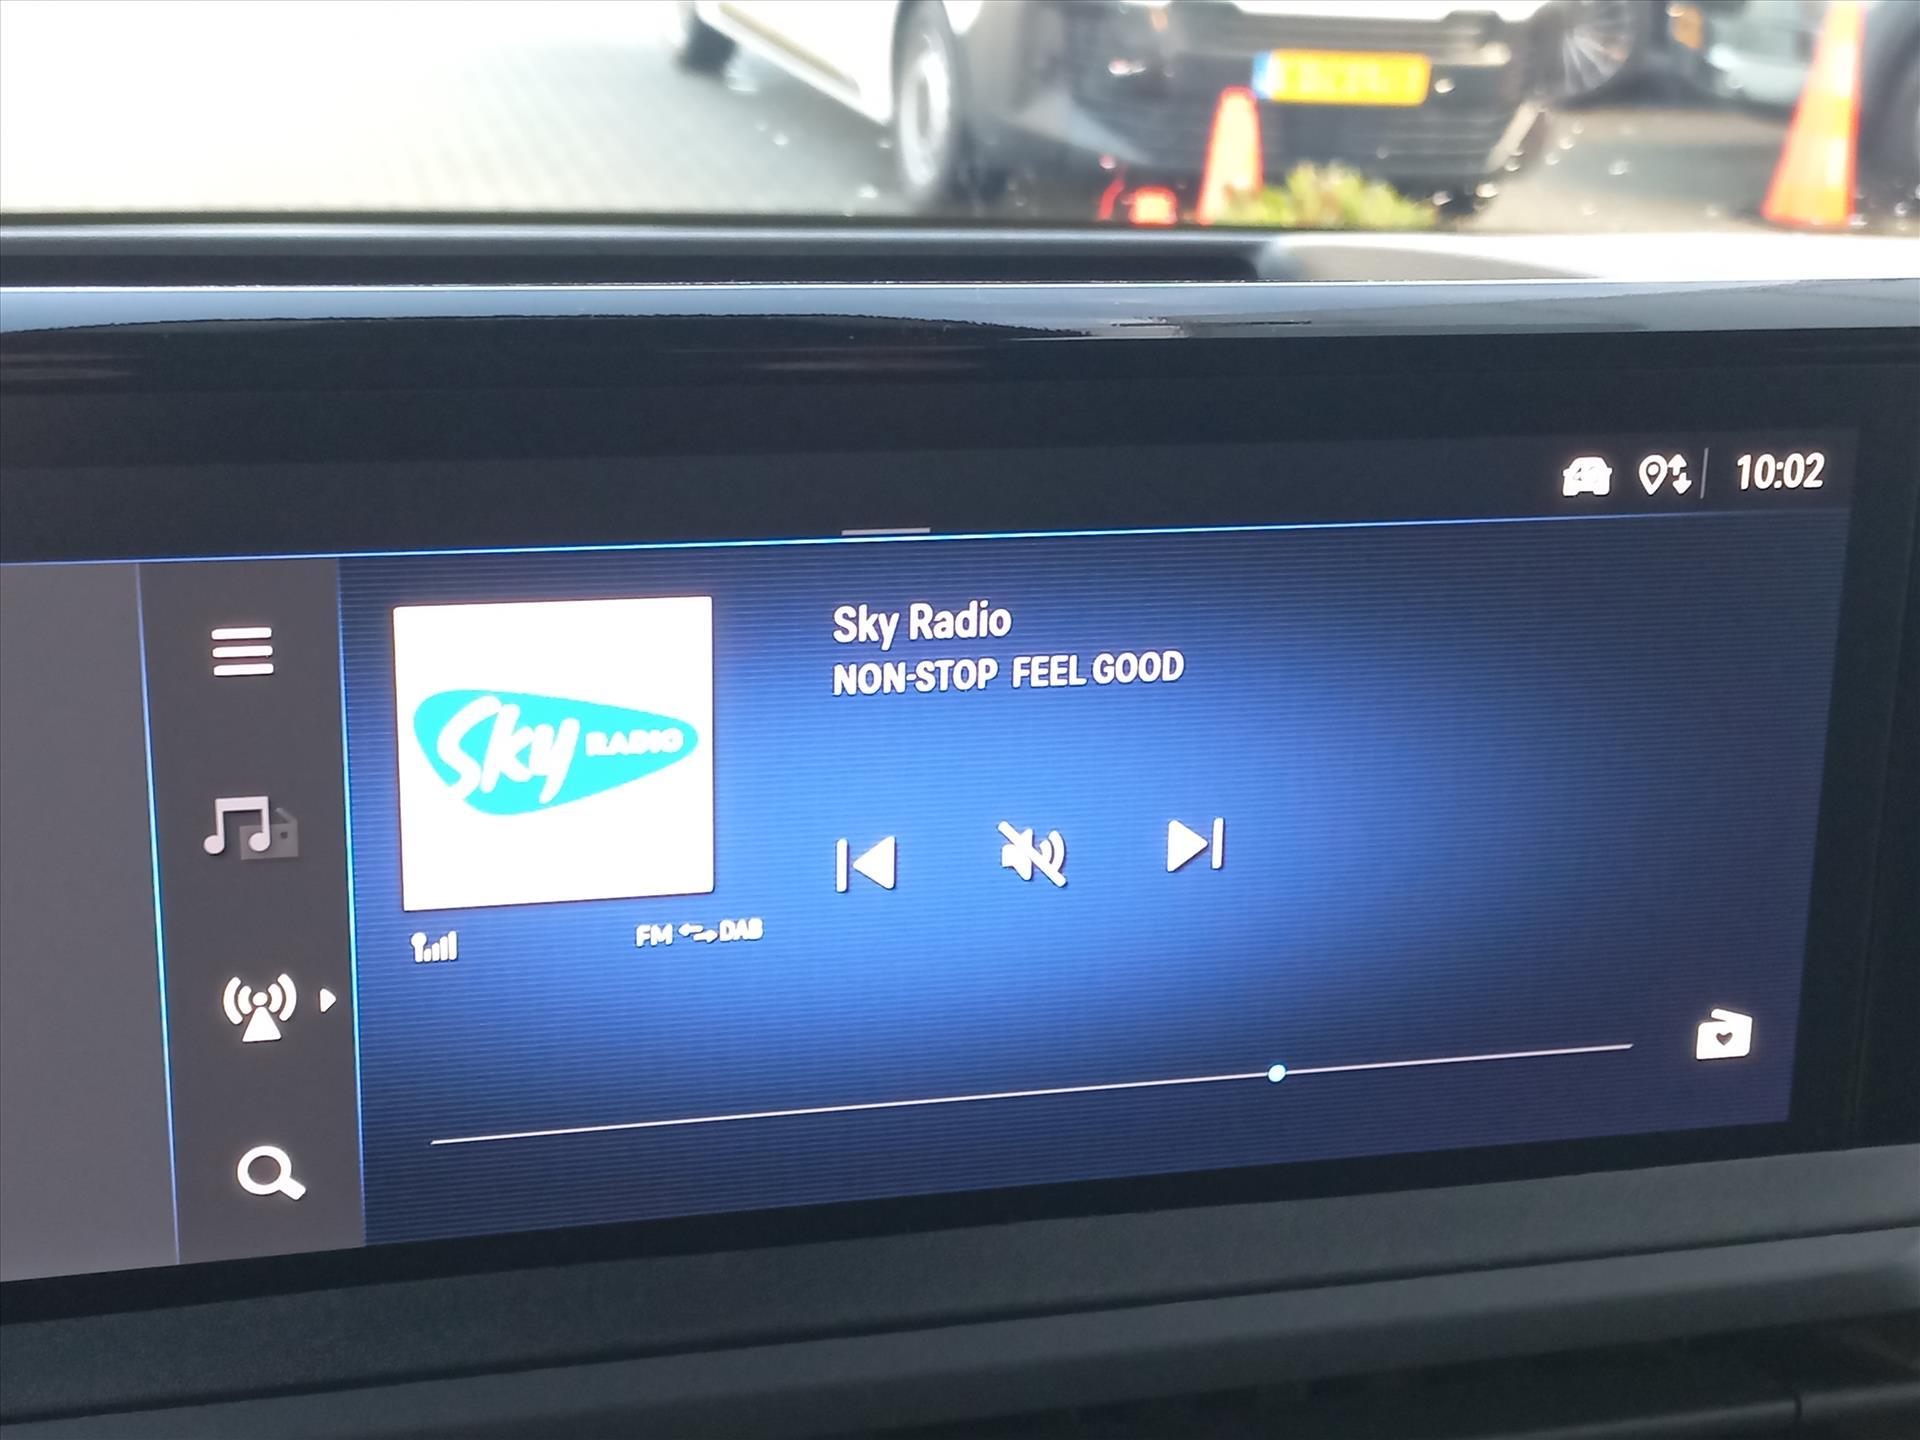 10:02
Sky Radio
NON-STOP FEEL GOOD
Sky RADIO
FM DAB